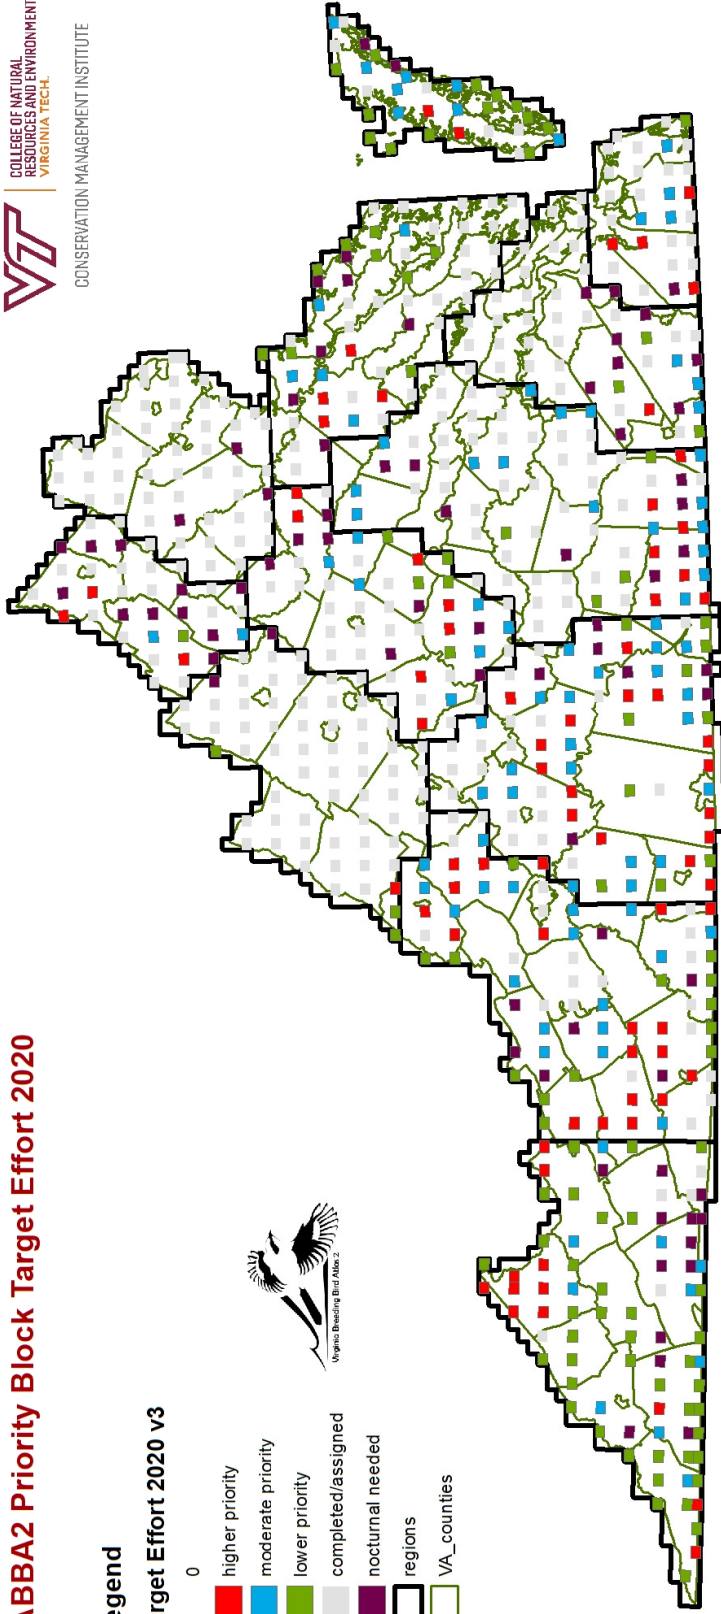 ABBA2 Priority Block Target Effort 2020
VT
COLLEGE OF NATURAL
RESOURCES AND ENVIRONMENT
VIRGINIA TECH.
CONSERVATION MANAGEMENT INSTITUTE
egend
rget Effort 2020 v3
0
higher priority
moderate priority
lower priority
completed/assigned
nocturnal needed
regions
VA_counties
Virginia Breeding Bird Atlas 2